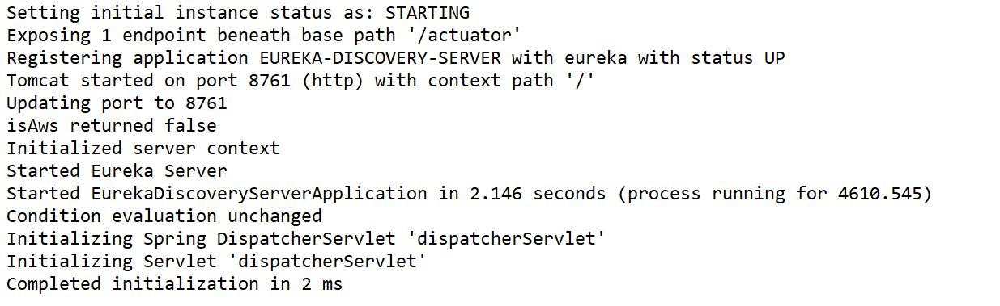 Setting initial instance status as: STARTING
Exposing 1 endpoint beneath base path '/actuator'
Registering application EUREKA-DISCOVERY-SERVER with eureka with status UP
Tomcat started on port 8761 (http) with context path '/'
Updating port to 8761
isAws returned false
Initialized server context
Started Eureka Server
Started EurekaDiscoveryServerApplication in 2.146 seconds (process running for 4610.545)
Condition evaluation unchanged
Initializing Spring DispatcherServlet 'dispatcherServlet'
Initializing Servlet 'dispatcherServlet'
Completed initialization in 2 ms